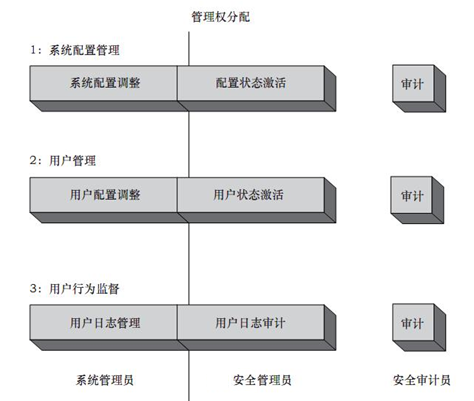 管理权分配
1：系统配置管理
系统配置调整 配置状态激活 审计
2：用户管理
用户配置调整 用户状态激活 审计
3：用户行为监督
用户日志管理 用户日志审计 审计
系统管理员 安全管理员 安全审计员